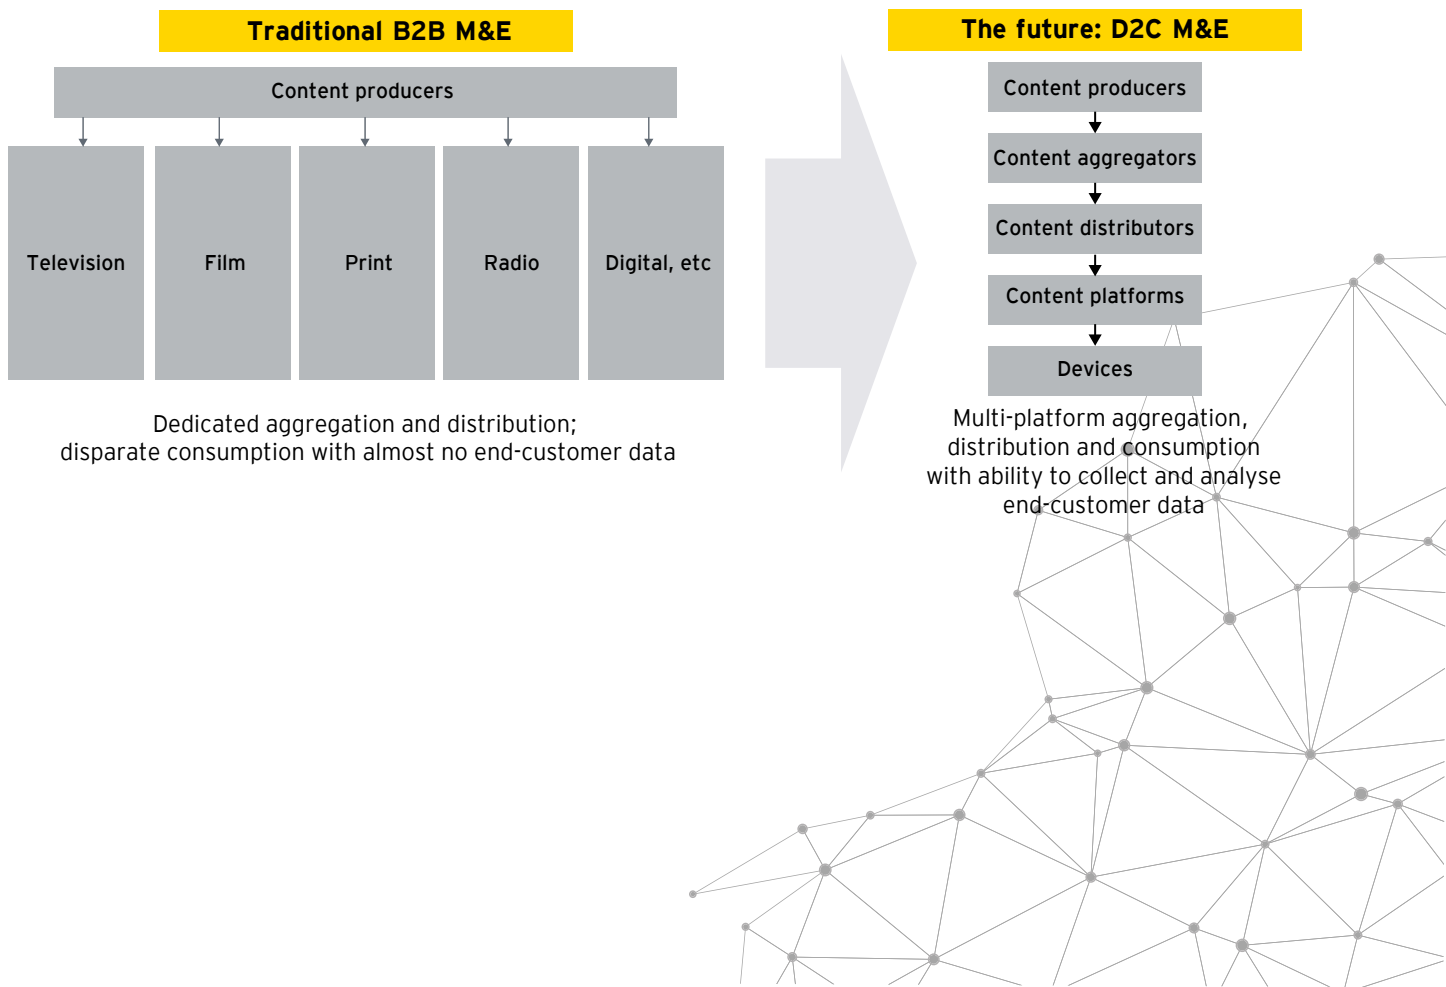 Traditional B2B M&E
Content producers
Television
Film
Print
Radio
Digital, etc
Dedicated aggregation and distribution;
disparate consumption with almost no end-customer data
The future: D2C M&E
Content producers
Content aggregators
Content distributors
Content platforms
Devices
Multi-platform aggregation,
distribution and consumption
with ability to collect and analyse
end-customer data